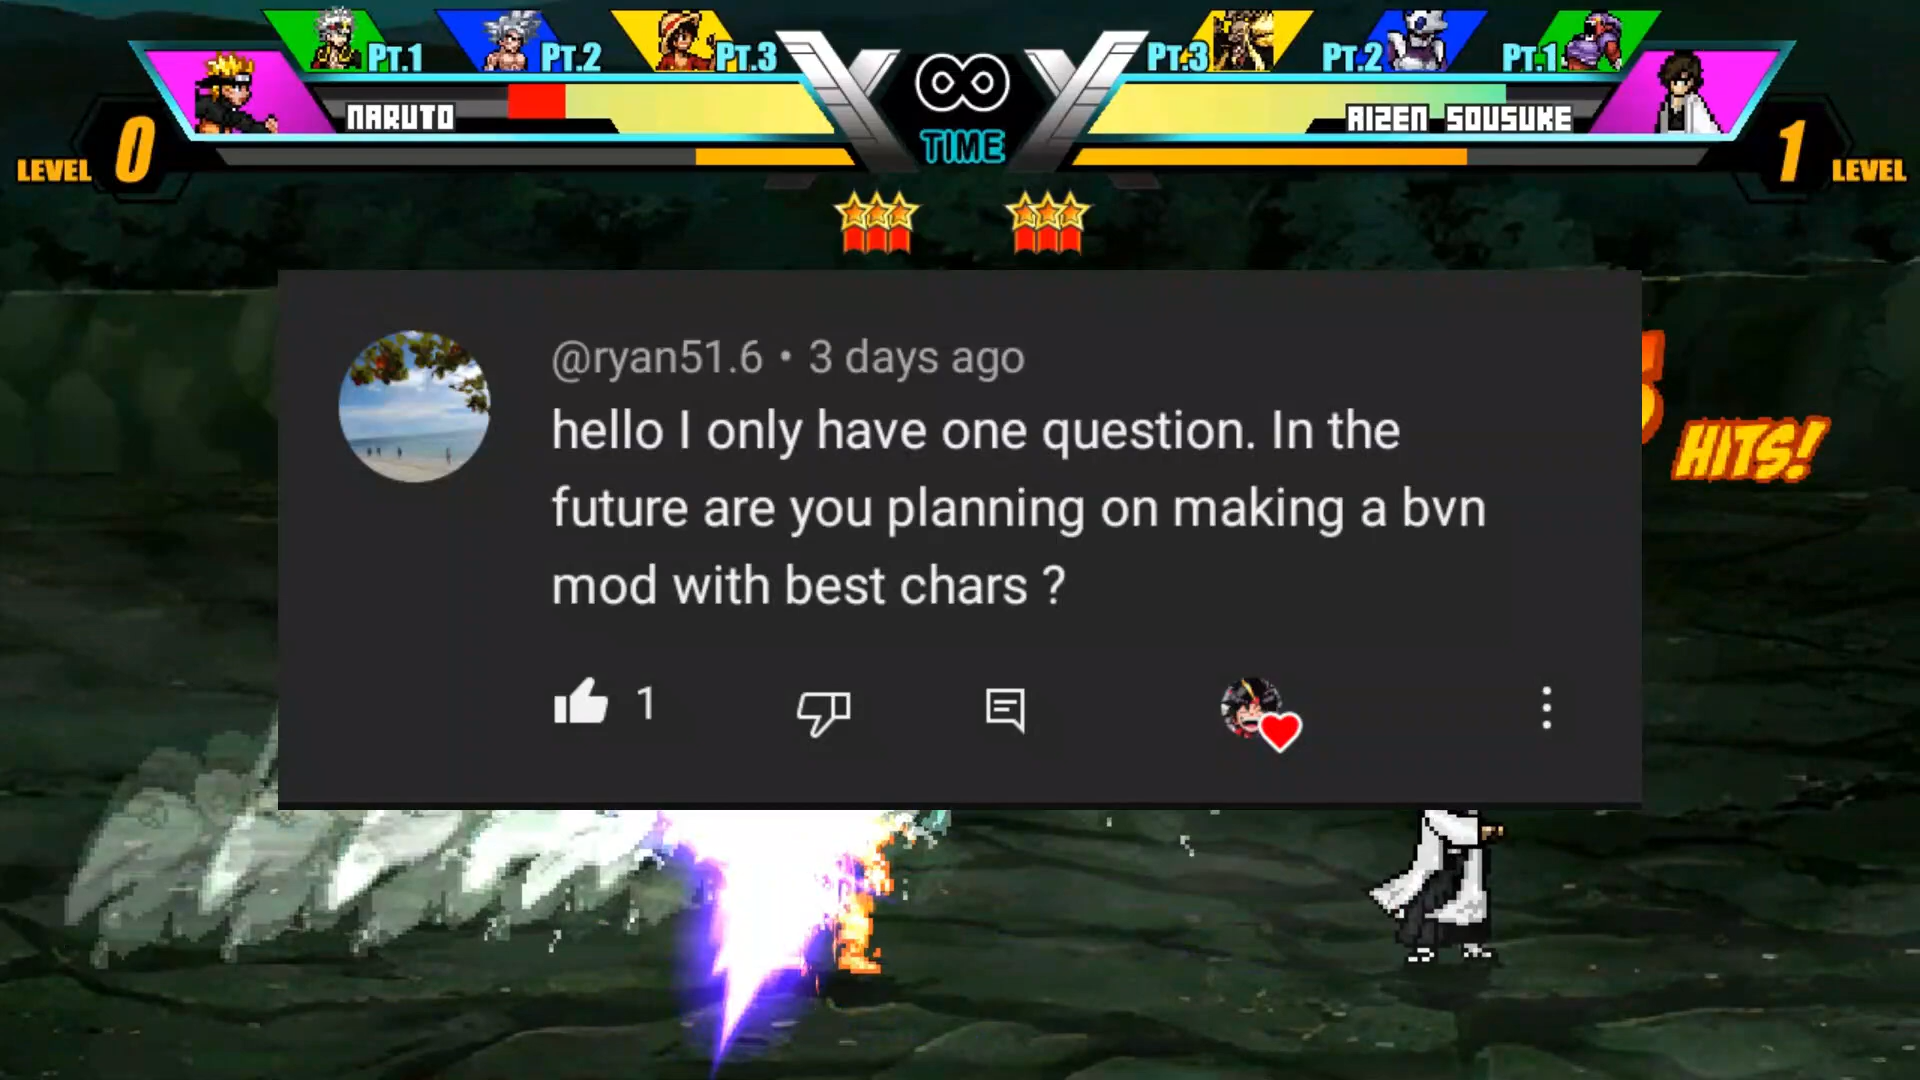 PT.1 PT.2 PT.3 PT.3 PT.2 PT.1
NARUTO
AIZEN SOUSUKE
TIME
LEVEL 0
1 LEVEL
HITS!
@ryan51.6 • 3 days ago
hello I only have one question. In the
future are you planning on making a bvn
mod with best chars ?
1